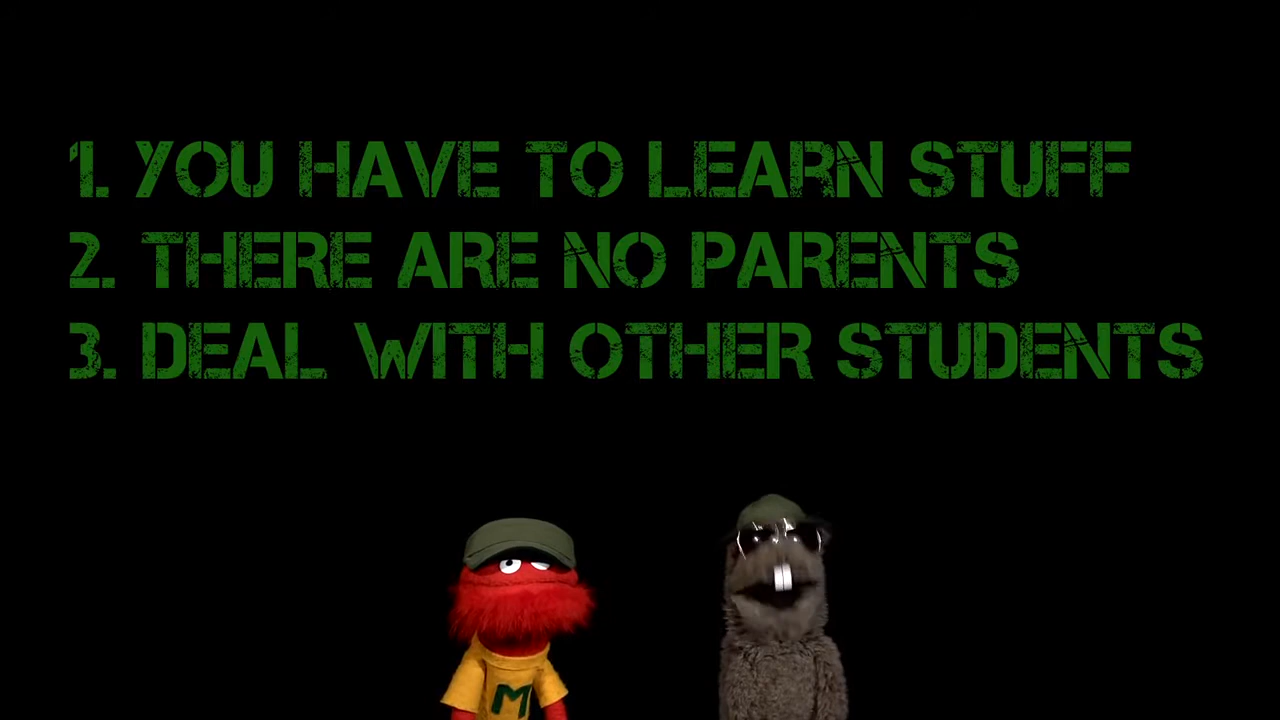 1. YOU HAVE TO LEARN STUFF
2. THERE ARE NO PARENTS
3. DEAL WITH OTHER STUDENTS
M